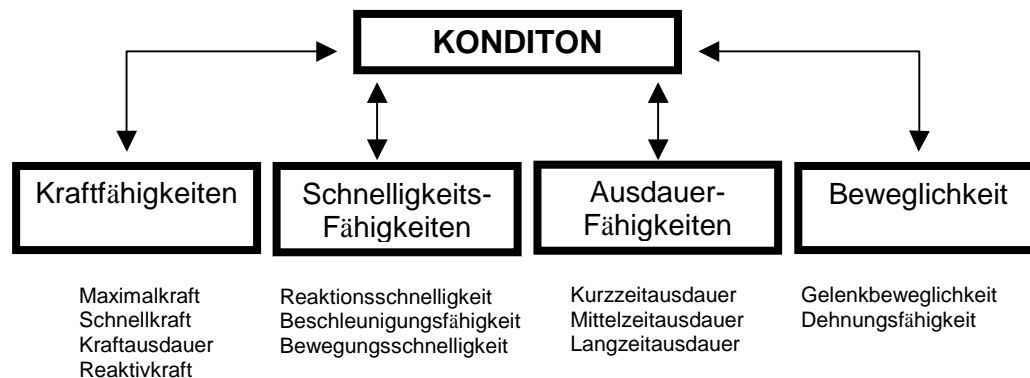 KONDITON
Kraftfähigkeiten
Schnelligkeits-
Fähigkeiten
Ausdauer-
Fähigkeiten
Beweglichkeit
Maximalkraft
Schnellkraft
Kraftausdauer
Reaktivkraft
Reaktionsschnelligkeit
Beschleunigungsfähigkeit
Bewegungsschnelligkeit
Kurzzeitausdauer
Mittelzeitausdauer
Langzeitausdauer
Gelenkbeweglichkeit
Dehnungsfähigkeit